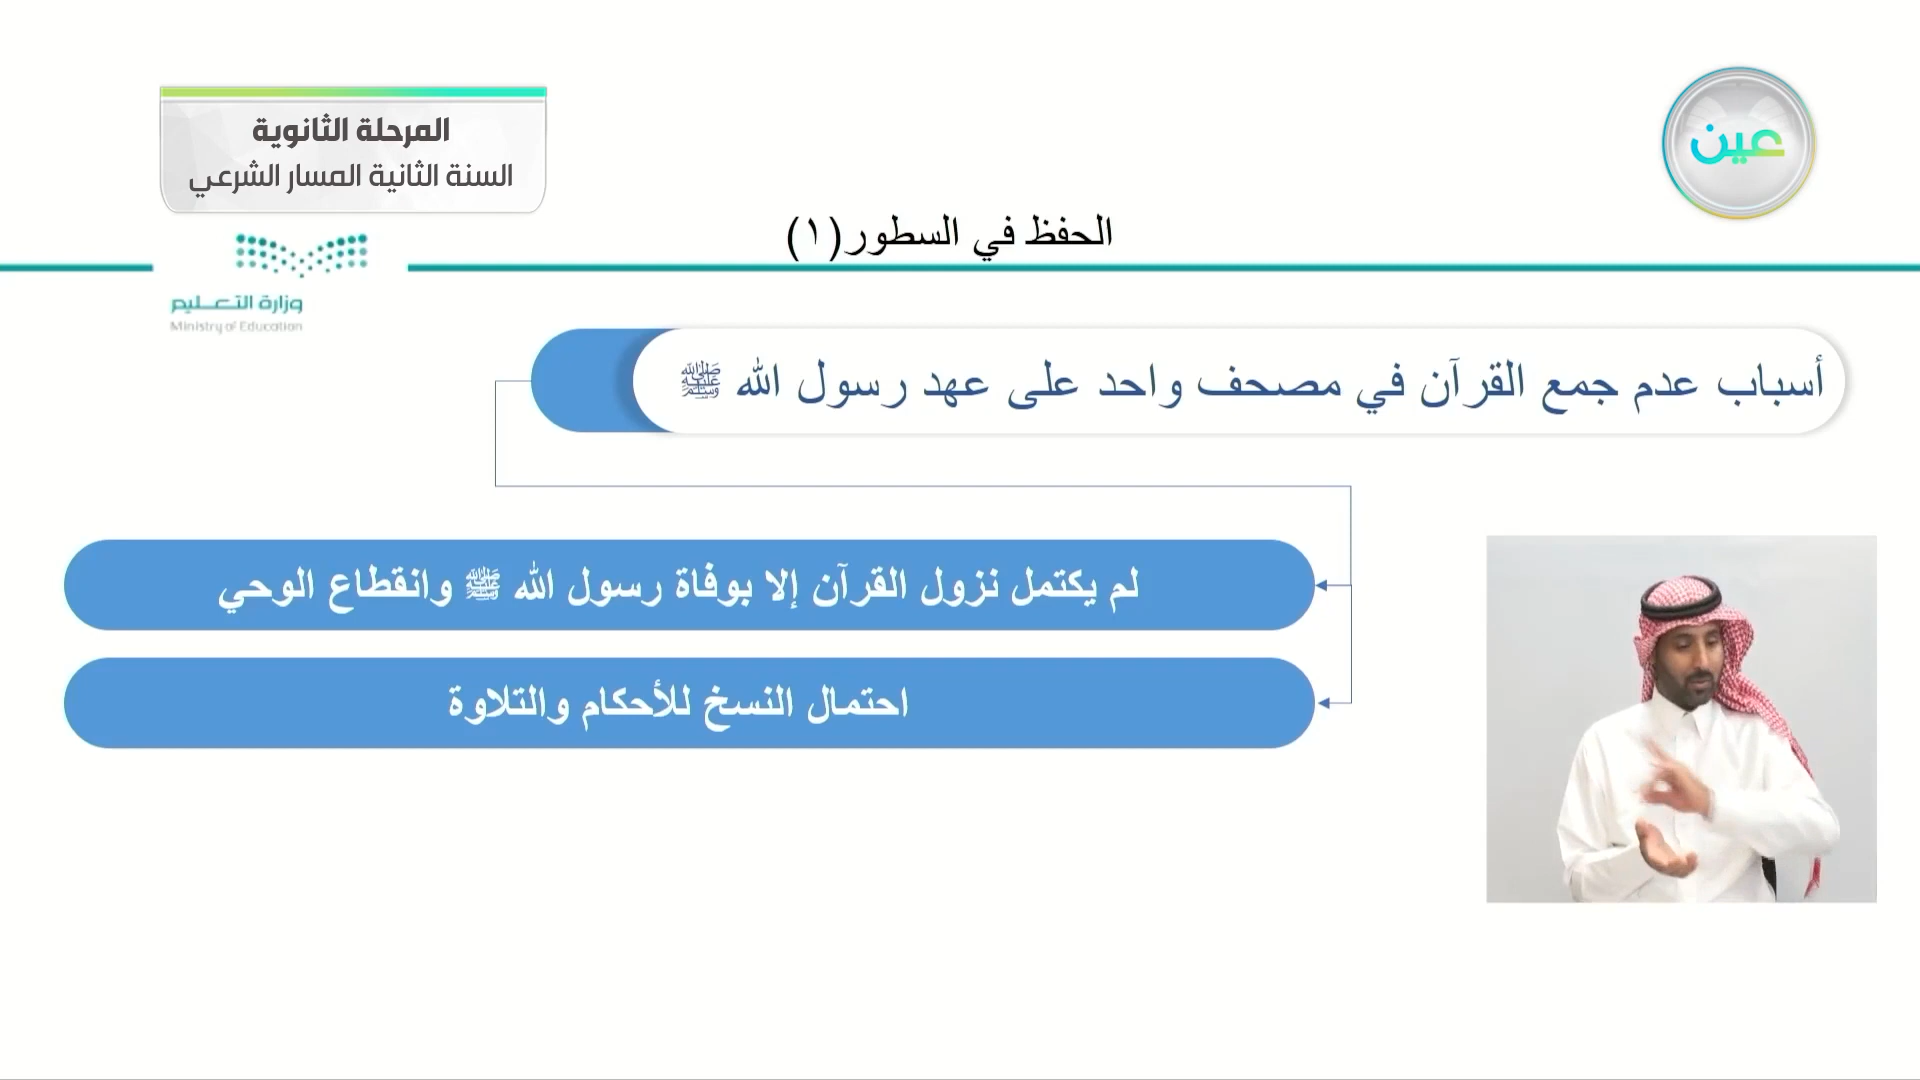 المرحلة الثانوية
السنة الثانية المسار الشرعي
عين
الحفظ في السطور(١)
وزارة التعليم
Ministry of Education
أسباب عدم جمع القرآن في مصحف واحد على عهد رسول الله ﷺ
لم يكتمل نزول القرآن إلا بوفاة رسول الله ﷺ وانقطاع الوحي
احتمال النسخ للأحكام والتلاوة